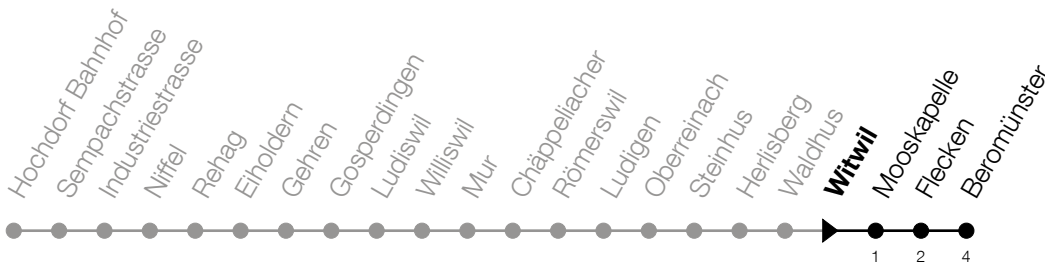 Hochdorf Bahnhof
Sempachstrasse
Industriestrasse
Niffel
Rehag
Eiholdern
Gehren
Gosperdingen
Ludiswil
Williswil
Mur
Chäppeliacher
Römerswil
Ludigen
Oberreinach
Steinhus
Herlisberg
Waldhus
Witwil
Mooskapelle
Flecken
Beromünster
1
2
4